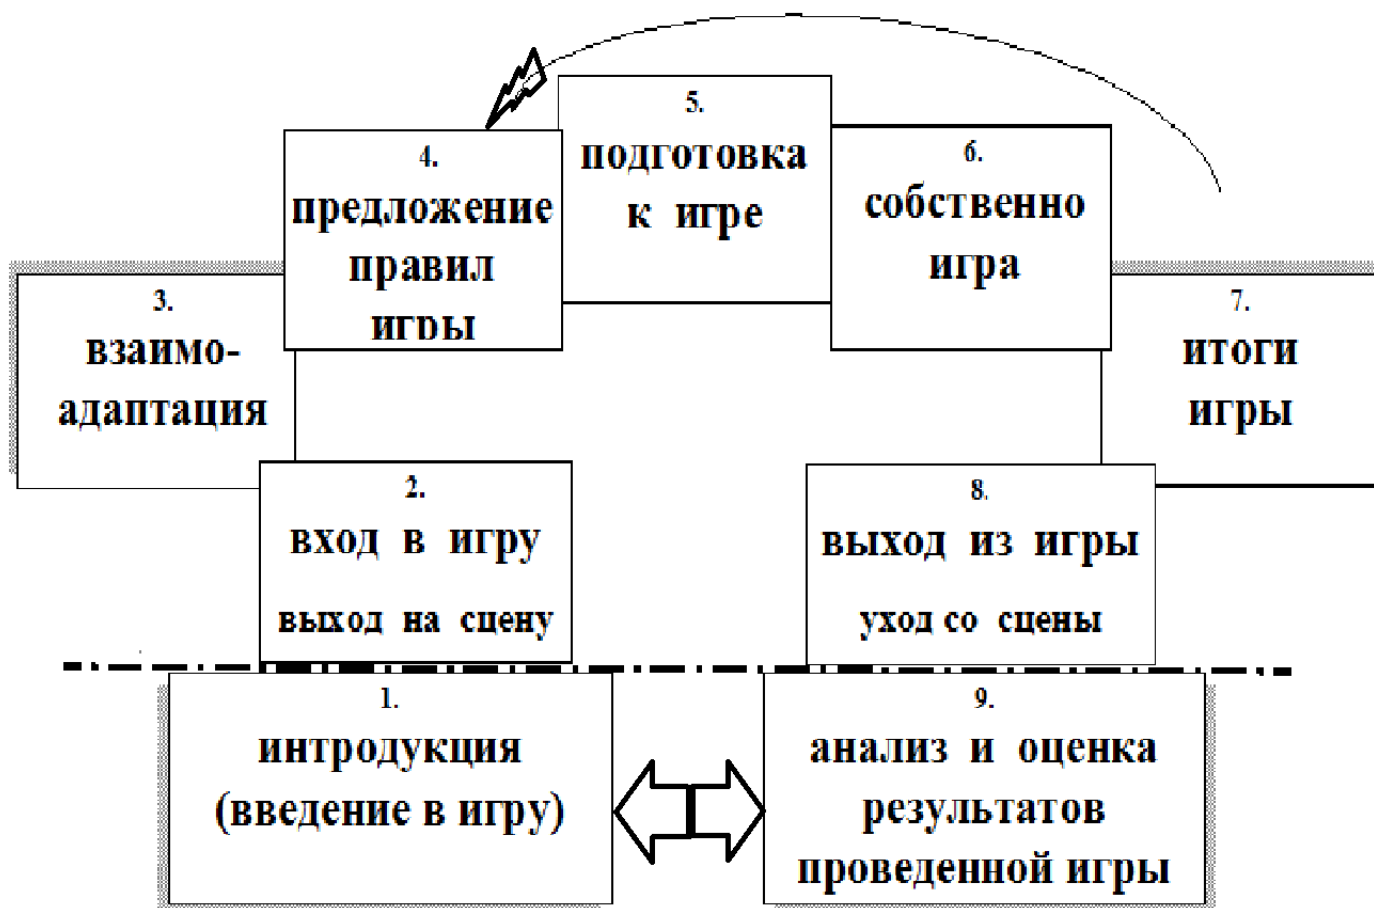 5.
подготовка
к игре
4.
предложение
правил
игры
6.
собственно
игра
3.
взаимо-
адаптация
7.
итоги
игры
2.
вход в игру
выход на сцену
8.
выход из игры
уход со сцены
1.
интродукция
(введение в игру)
9.
анализ и оценка
результатов
проведенной игры